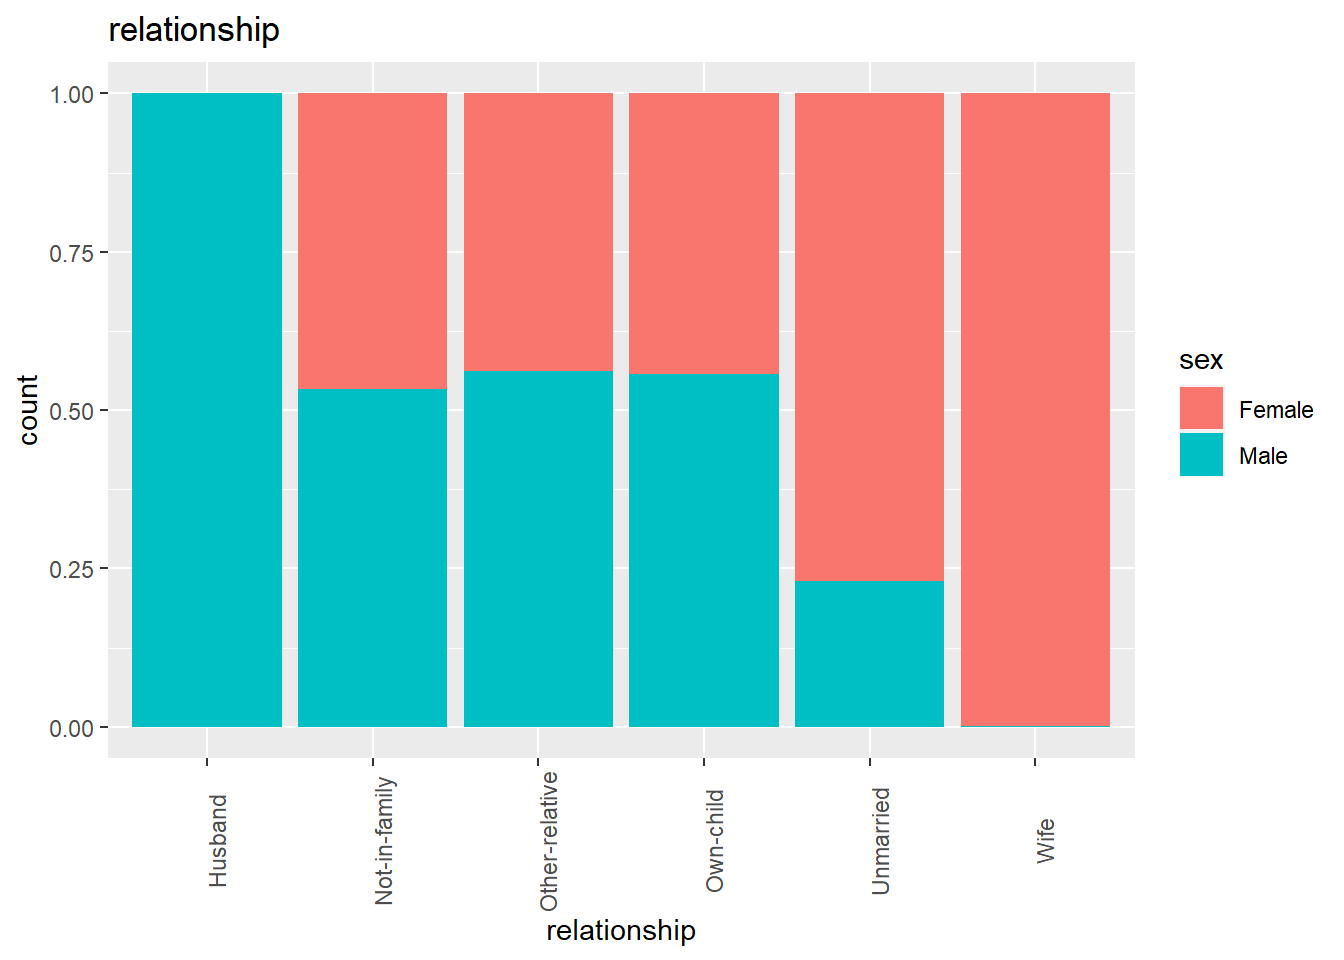 relationship
1.00
0.75
0.50
0.25
0.00
count
Husband
Not-in-family
Other-relative
Own-child
Unmarried
Wife
relationship
sex
Female
Male